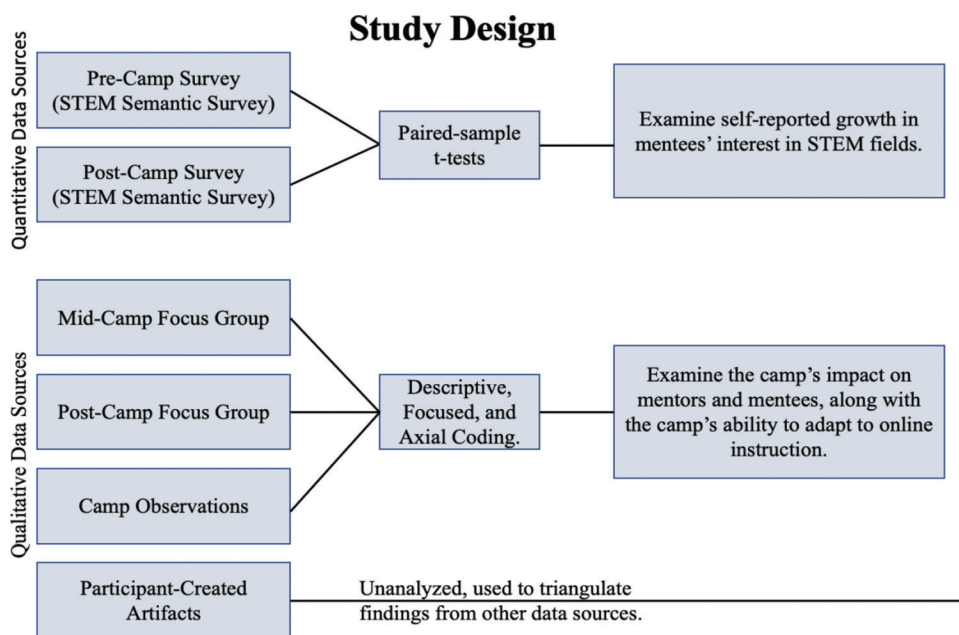 Study Design
Quantitative Data Sources
Pre-Camp Survey
(STEM Semantic Survey)
Post-Camp Survey
(STEM Semantic Survey)
Paired-sample
t-tests
Examine self-reported growth in
mentees’ interest in STEM fields.
Qualitative Data Sources
Mid-Camp Focus Group
Post-Camp Focus Group
Camp Observations
Descriptive,
Focused, and
Axial Coding.
Examine the camp’s impact on
mentors and mentees, along with
the camp’s ability to adapt to online
instruction.
Participant-Created
Artifacts
Unanalyzed, used to triangulate
findings from other data sources.